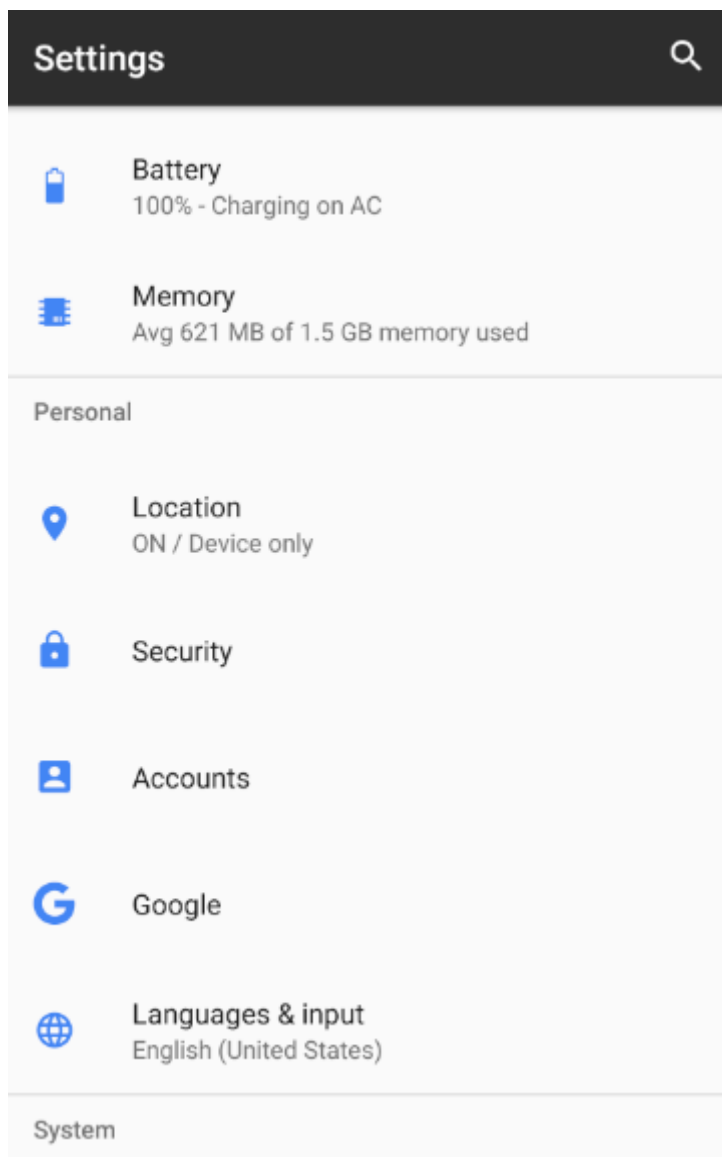 Settings
Battery
100% - Charging on AC
Memory
Avg 621 MB of 1.5 GB memory used
Personal
Location
ON / Device only
Security
Accounts
Google
Languages & input
English (United States)
System